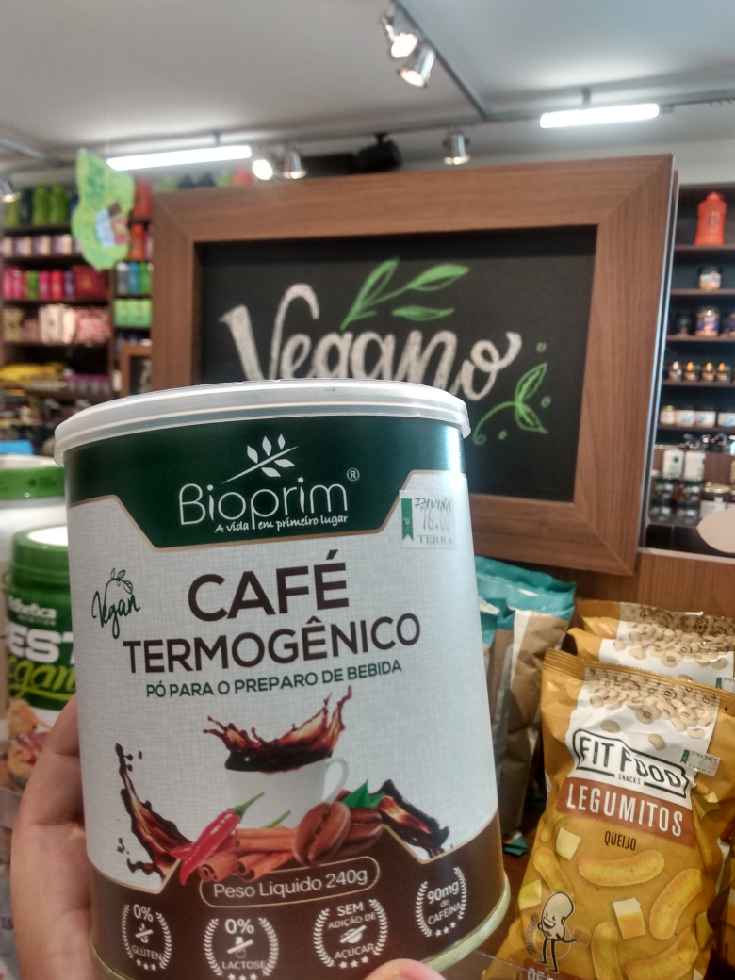 Vegano
Bioprim®
A vida em primeiro lugar
Vegan
CAFÉ
TERMOGÊNICO
PÓ PARA O PREPARO DE BEBIDA
Peso Líquido 240g
0%
GLÚTEN
0%
LACTOSE
SEM
ADIÇÃO DE
AÇÚCAR
90mg
de
CAFEÍNA
FIT FOOD
SNACKS
LEGUMITOS
QUEIJO